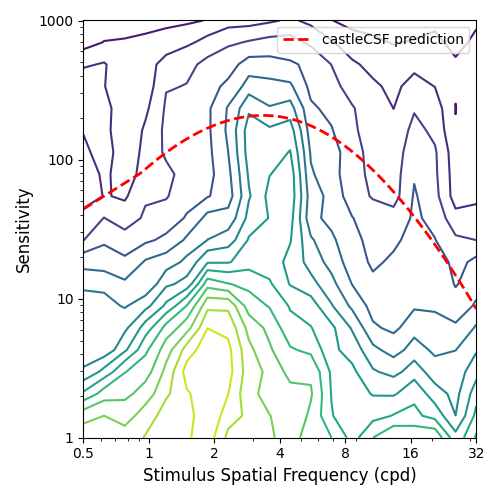 1000
castleCSF prediction
100
Sensitivity
10
1
0.5 1 2 4 8 16 32
Stimulus Spatial Frequency (cpd)